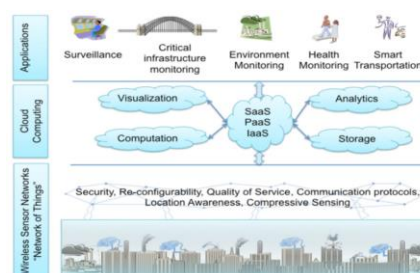 Applications
Surveillance
Critical
infrastructure
monitoring
Environment
Monitoring
Health
Monitoring
Smart
Transportation
Cloud
Computing
Visualization
Analytics
SaaS
PaaS
IaaS
Computation
Storage
Wireless Sensor Networks
"Network of Things"
Security, Re-configurability, Quality of Service, Communication protocols,
Location Awareness, Compressive Sensing